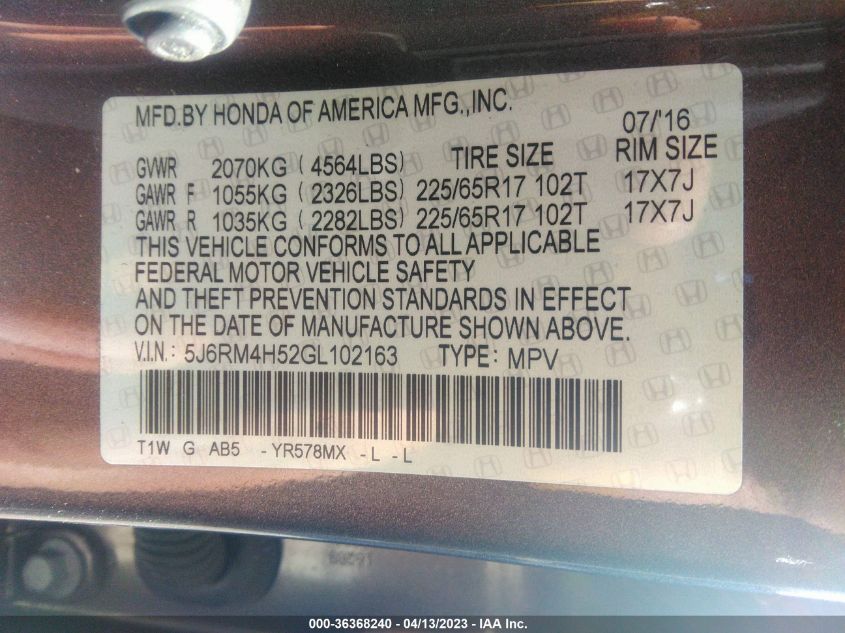 MFD.BY HONDA OF AMERICA MFG.,INC.
07/'16
GVWR 2070KG ( 4564LBS) TIRE SIZE RIM SIZE
GAWR F 1055KG ( 2326LBS) 225/65R17 102T 17X7J
GAWR R 1035KG ( 2282LBS) 225/65R17 102T 17X7J
THIS VEHICLE CONFORMS TO ALL APPLICABLE
FEDERAL MOTOR VEHICLE SAFETY
AND THEFT PREVENTION STANDARDS IN EFFECT
ON THE DATE OF MANUFACTURE SHOWN ABOVE.
V.I.N.: 5J6RM4H52GL102163 TYPE: MPV
T1W G AB5 -YR578MX -L -L
000-36368240 - 04/13/2023 - IAA Inc.